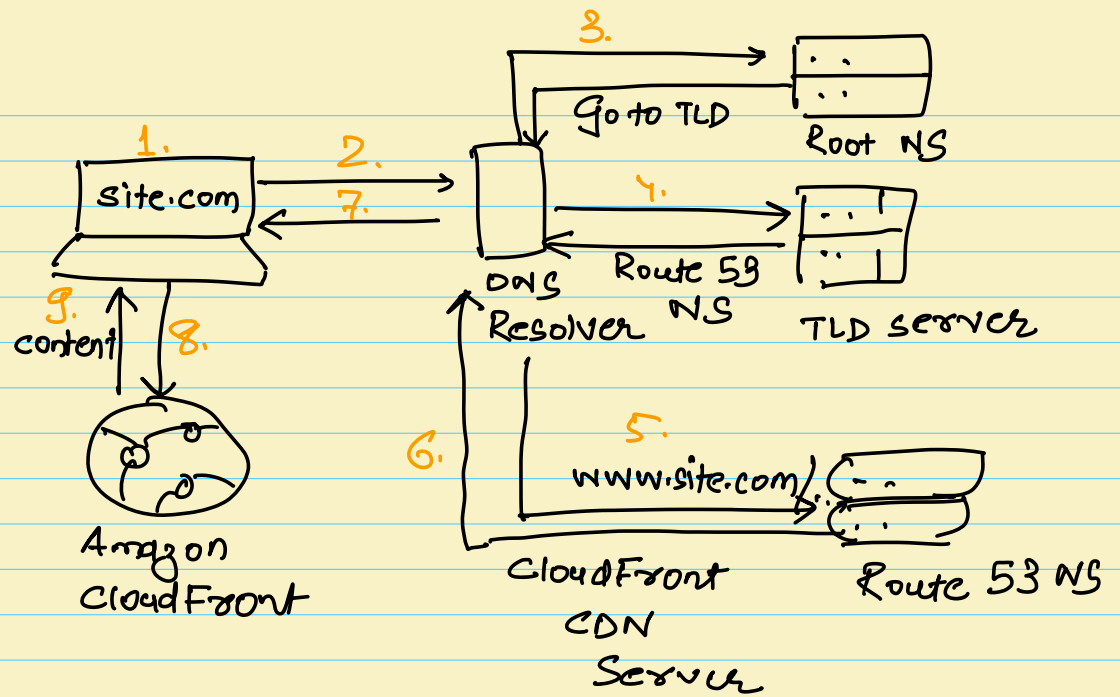 3.
Go to TLD
Root NS
1.
2.
site.com
7.
4.
Route 53
NS
DNS
Resolver
TLD server
9.
content
8.
6.
5.
www.site.com/...
Amazon
CloudFront
CloudFront
CDN
Server
Route 53 NS